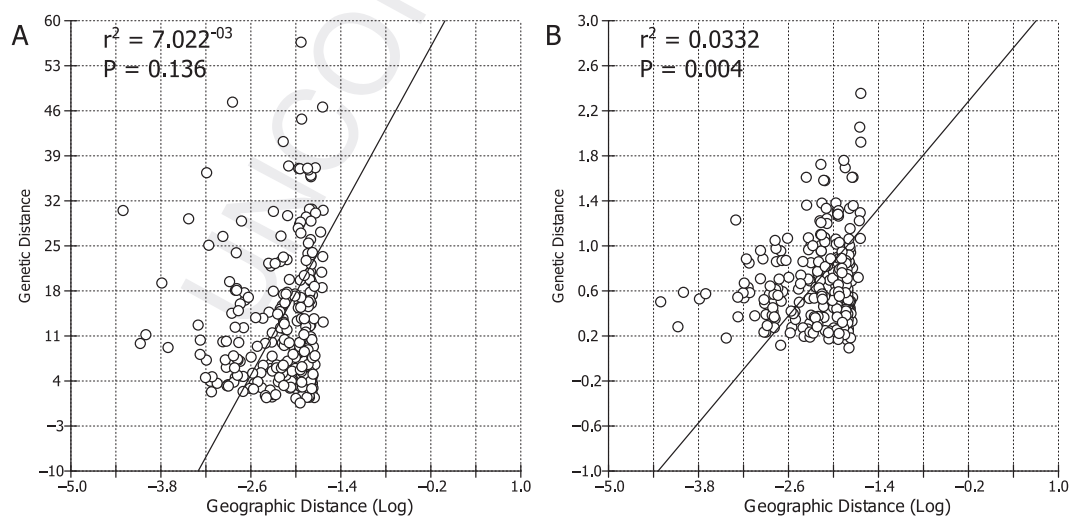 A
r² = 7.022⁻⁰³
P = 0.136
60
53
46
39
32
25
18
11
4
−3
−10
Genetic Distance
−5.0 −3.8 −2.6 −1.4 −0.2 1.0
Geographic Distance (Log)
B
r² = 0.0332
P = 0.004
3.0
2.6
2.2
1.8
1.4
1.0
0.6
0.2
−0.2
−0.6
−1.0
Genetic Distance
−5.0 −3.8 −2.6 −1.4 −0.2 1.0
Geographic Distance (Log)
UNCO